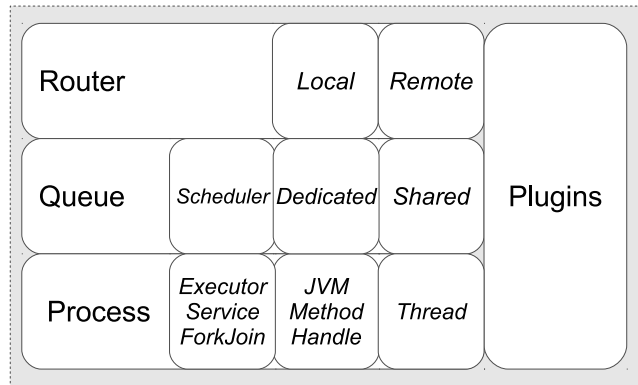 Router
Local
Remote
Queue
Scheduler
Dedicated
Shared
Plugins
Process
Executor
Service
ForkJoin
JVM
Method
Handle
Thread